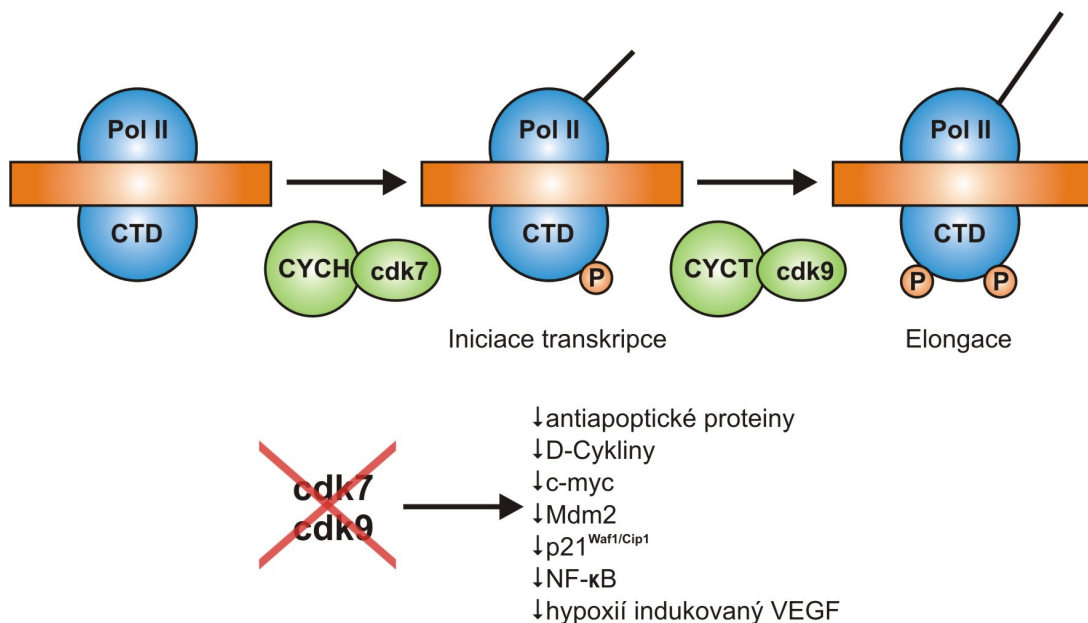 Pol II
CTD
CYCH
cdk7
Pol II
CTD
P
CYCT
cdk9
Pol II
CTD
P
P
Iniciace transkripce
Elongace
cdk7
cdk9
↓antiapoptické proteiny
↓D-Cykliny
↓c-myc
↓Mdm2
↓p21Waf1/Cip1
↓NF-κB
↓hypoxií indukovaný VEGF